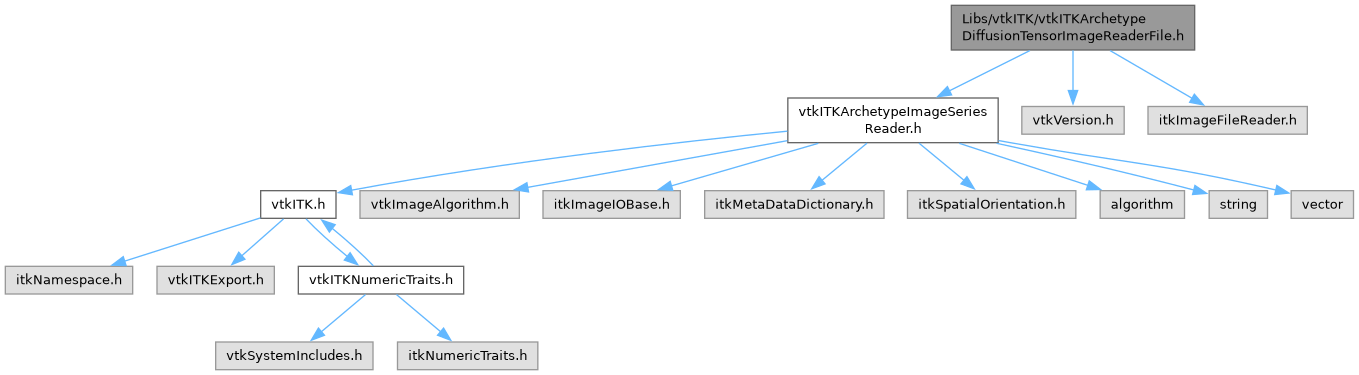 Libs/vtkITK/vtkITKArchetype
DiffusionTensorImageReaderFile.h
vtkITKArchetypeImageSeries
Reader.h
vtkVersion.h
itkImageFileReader.h
vtkITK.h
vtkImageAlgorithm.h
itkImageIOBase.h
itkMetaDataDictionary.h
itkSpatialOrientation.h
algorithm
string
vector
itkNamespace.h
vtkITKExport.h
vtkITKNumericTraits.h
vtkSystemIncludes.h
itkNumericTraits.h